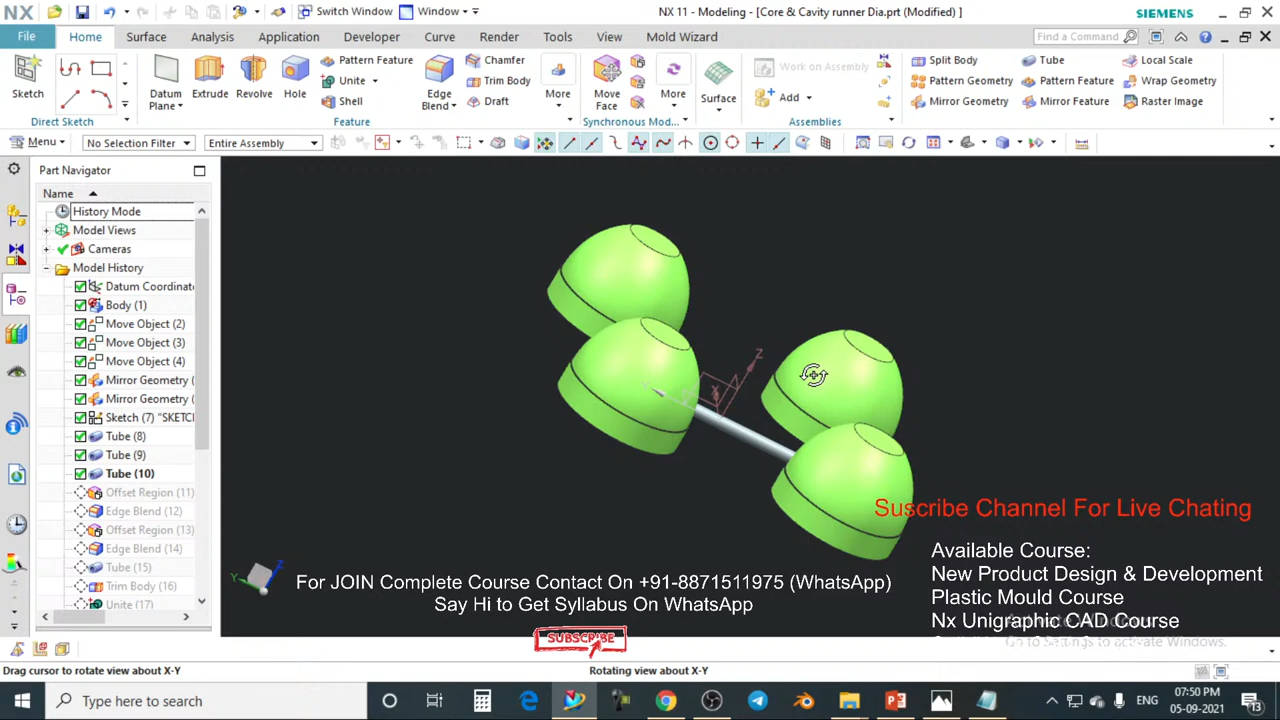 NX
Switch Window
Window
NX 11 - Modeling - [Core & Cavity runner Dia.prt (Modified) ]
SIEMENS
File
Home
Surface
Analysis
Application
Developer
Curve
Render
Tools
View
Mold Wizard
Find a Command
Sketch
Datum
Plane
Extrude
Revolve
Hole
Pattern Feature
Unite
Shell
Edge
Blend
Chamfer
Trim Body
Draft
More
Move
Face
More
Surface
Work on Assembly
Add
Split Body
Pattern Geometry
Mirror Geometry
Tube
Pattern Feature
Mirror Feature
Local Scale
Wrap Geometry
Raster Image
Direct Sketch
Feature
Synchronous Mod...
Assemblies
Menu
No Selection Filter
Entire Assembly
Part Navigator
Name
History Mode
Model Views
Cameras
Model History
Datum Coordinat
Body (1)
Move Object (2)
Move Object (3)
Move Object (4)
Mirror Geometry (
Mirror Geometry (
Sketch (7) "SKETC
Tube (8)
Tube (9)
Tube (10)
Offset Region (11)
Edge Blend (12)
Offset Region (13)
Edge Blend (14)
Tube (15)
Trim Body (16)
Unite (17)
Z
X
Y
Z
Suscribe Channel For Live Chating
Available Course:
New Product Design & Development
Plastic Mould Course
Nx Unigraphic CAD Course
Go to Settings to activate Windows.
For JOIN Complete Course Contact On +91-8871511975 (WhatsApp)
Say Hi to Get Syllabus On WhatsApp
SUBSCRIBE
Drag cursor to rotate view about X-Y
Rotating view about X-Y
Type here to search
ENG
07:50 PM
05-09-2021
13